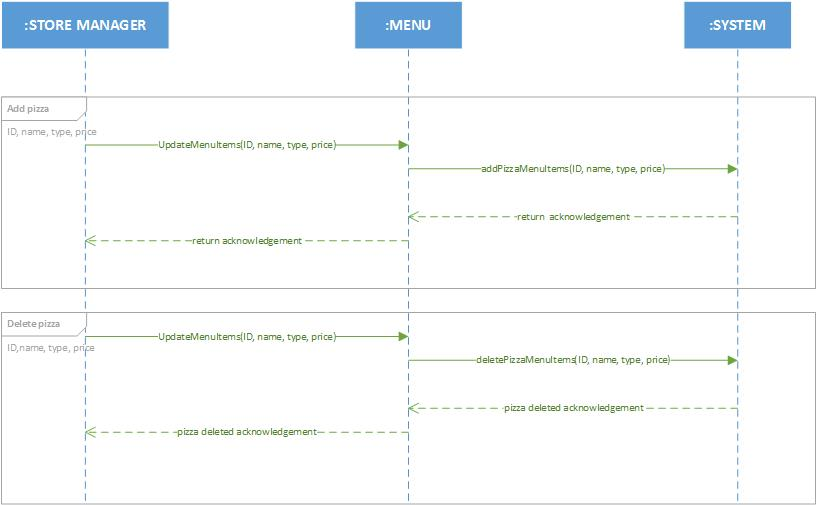 :STORE MANAGER
:MENU
:SYSTEM
Add pizza
ID, name, type, price
UpdateMenuItems(ID, name, type, price)
addPizzaMenuItems(ID, name, type, price)
return acknowledgement
return acknowledgement
Delete pizza
UpdateMenuItems(ID, name, type, price)
ID,name, type, price
deletePizzaMenuItems(ID, name, type, price)
pizza deleted acknowledgement
pizza deleted acknowledgement